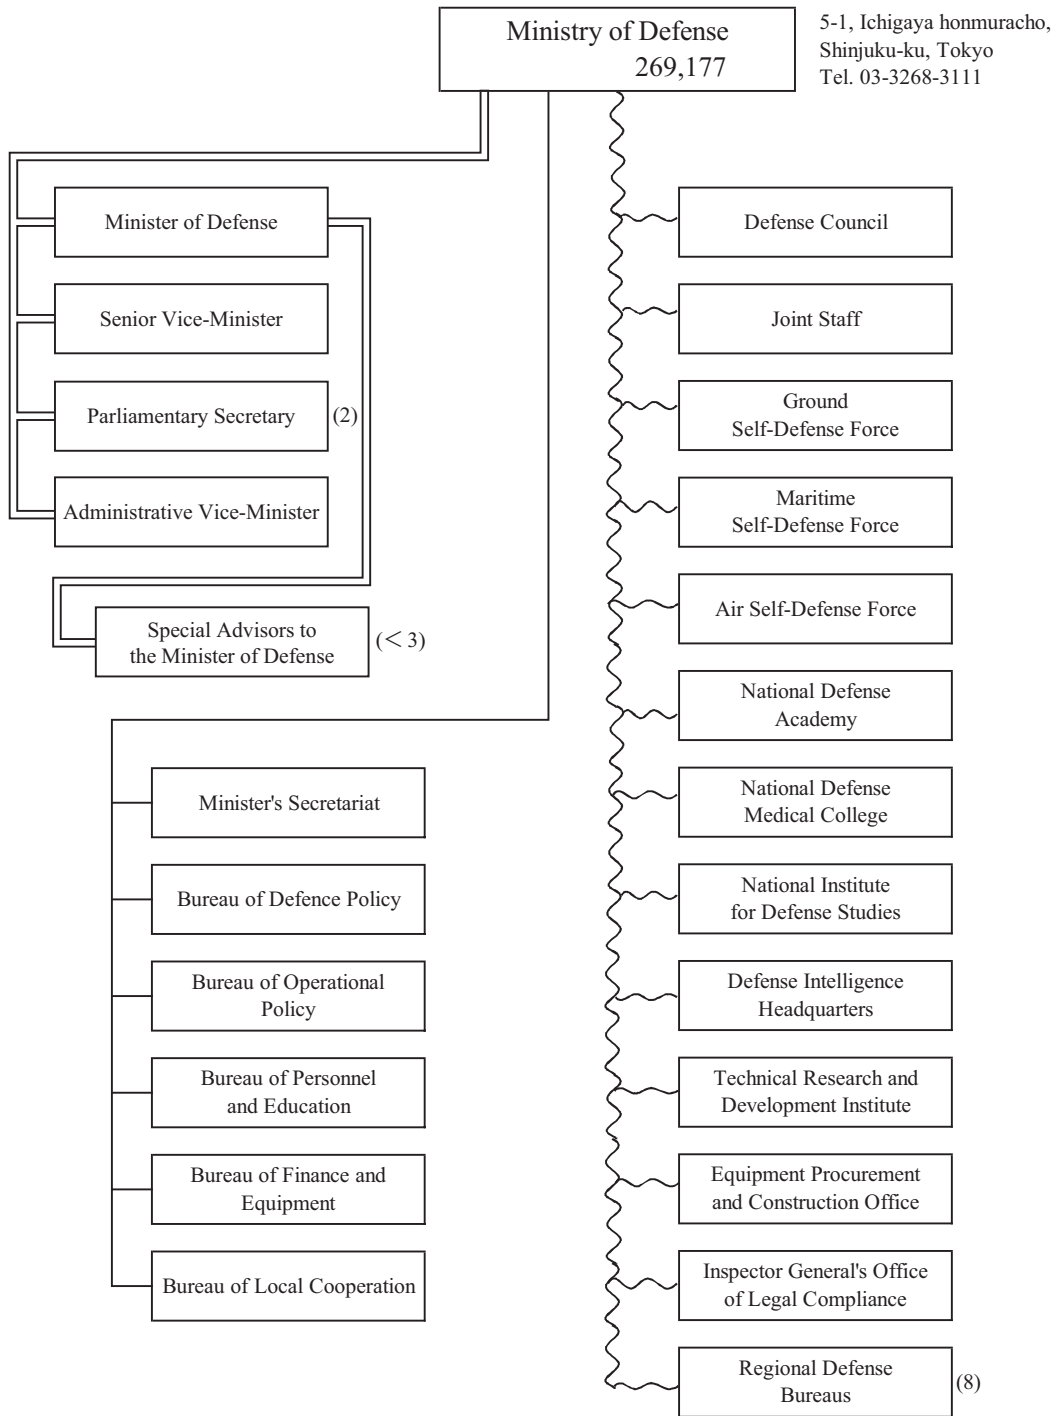 Ministry of Defense
269,177
5-1, Ichigaya honmuracho,
Shinjuku-ku, Tokyo
Tel. 03-3268-3111
Minister of Defense
Senior Vice-Minister
Parliamentary Secretary (2)
Administrative Vice-Minister
Special Advisors to
the Minister of Defense
(< 3)
Minister's Secretariat
Bureau of Defence Policy
Bureau of Operational
Policy
Bureau of Personnel
and Education
Bureau of Finance and
Equipment
Bureau of Local Cooperation
Defense Council
Joint Staff
Ground
Self-Defense Force
Maritime
Self-Defense Force
Air Self-Defense Force
National Defense
Academy
National Defense
Medical College
National Institute
for Defense Studies
Defense Intelligence
Headquarters
Technical Research and
Development Institute
Equipment Procurement
and Construction Office
Inspector General's Office
of Legal Compliance
Regional Defense
Bureaus
(8)